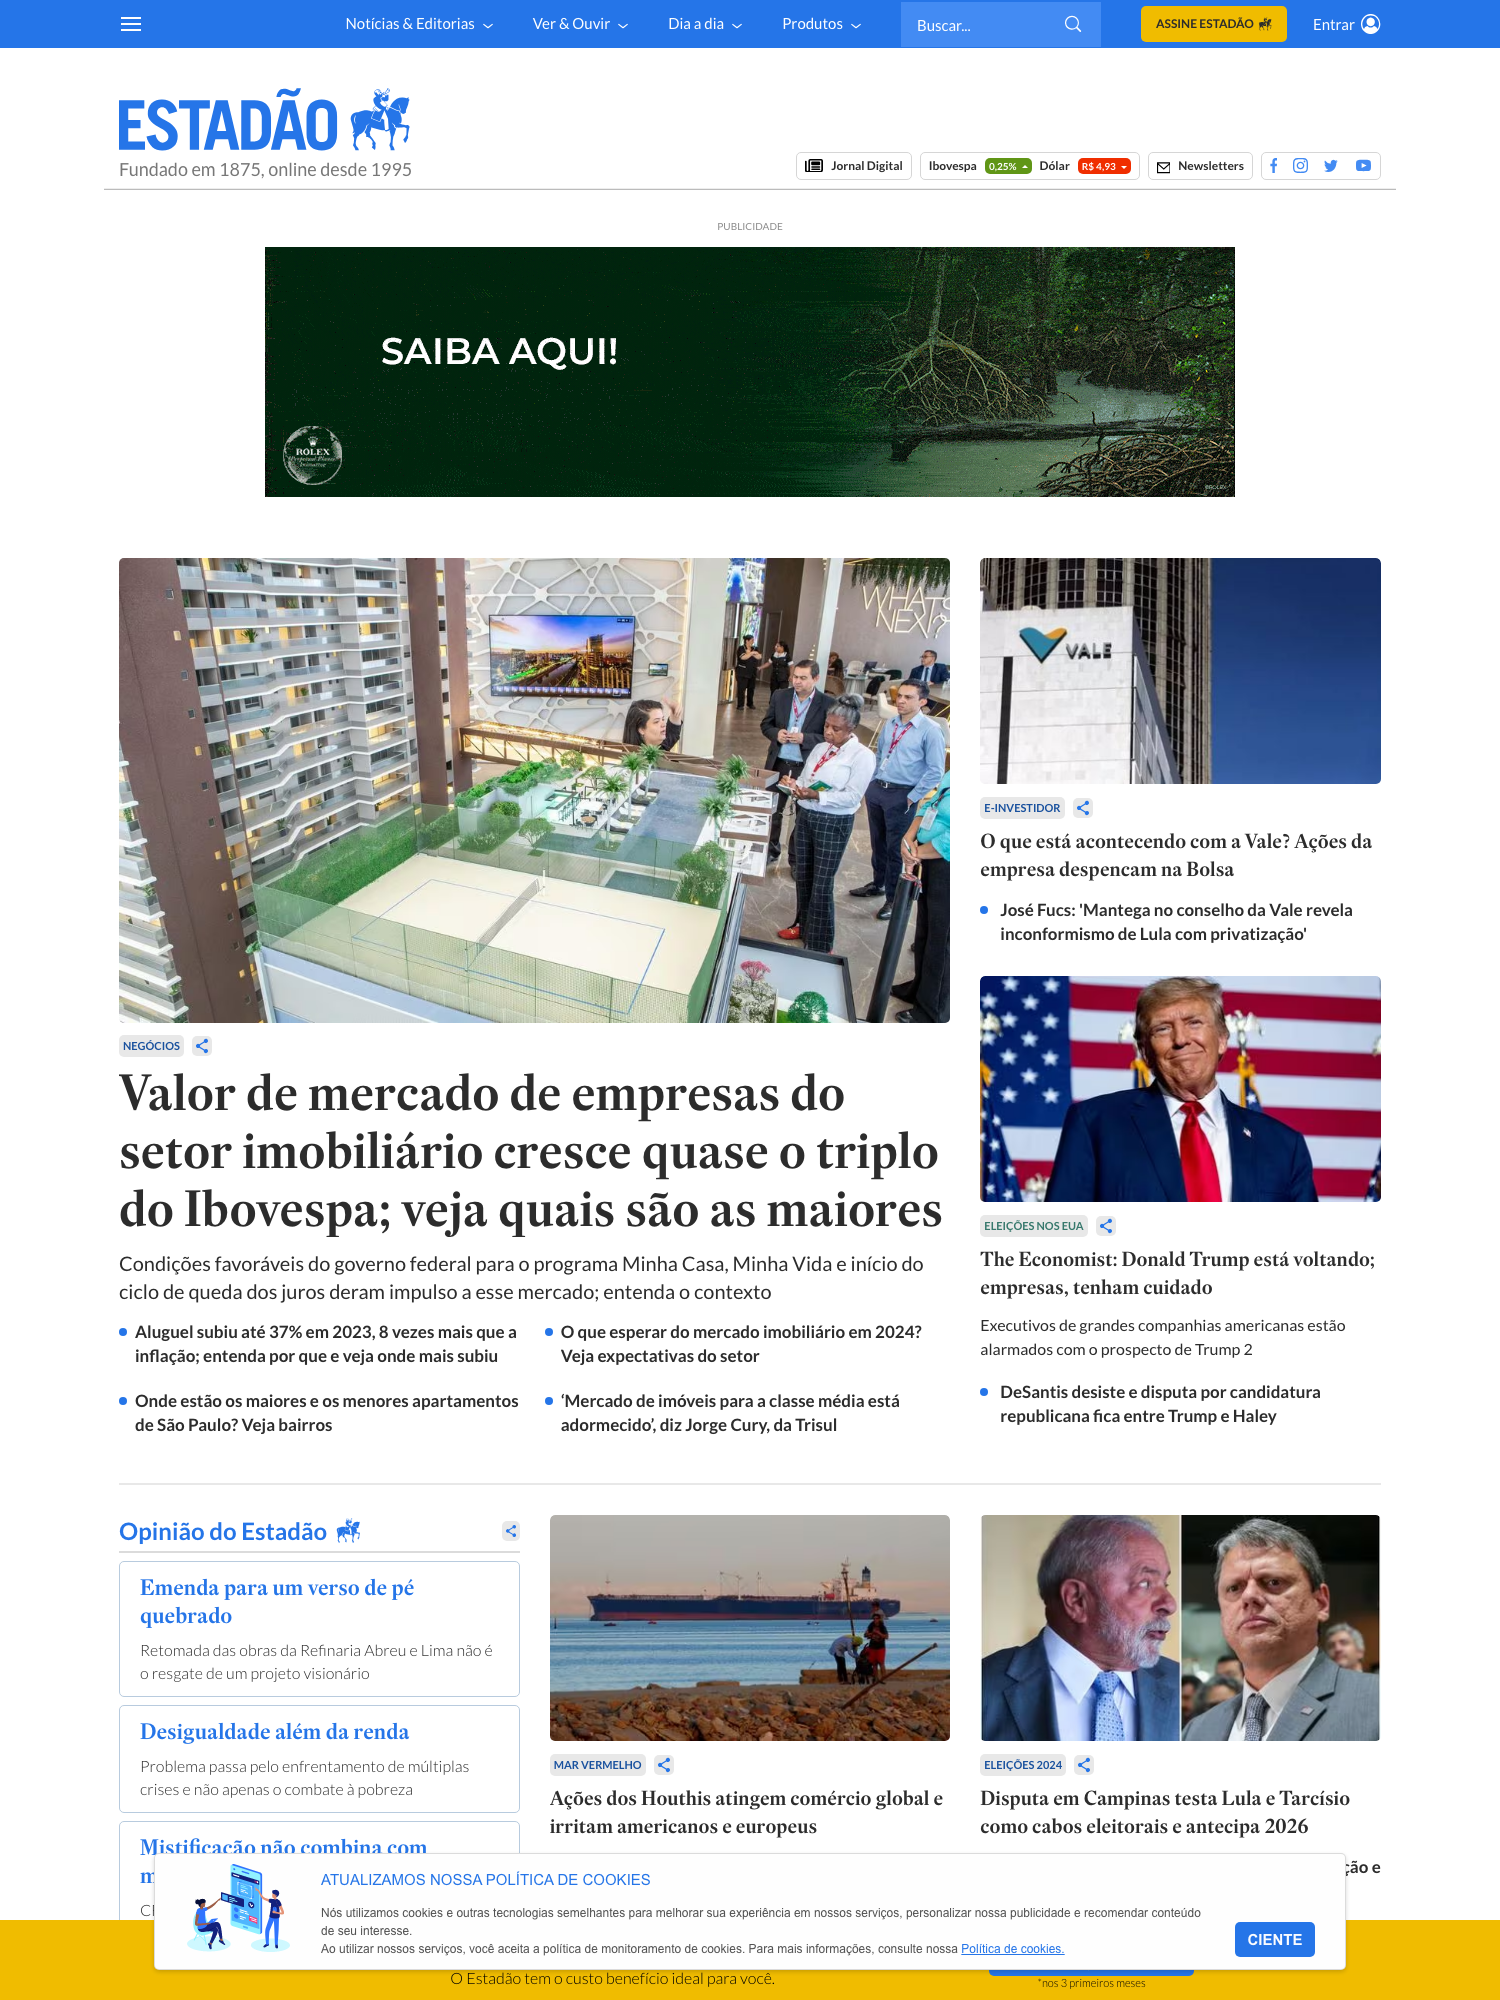 Notícias & Editorias
Ver & Ouvir
Dia a dia
Produtos
Buscar...
ASSINE ESTADÃO
Entrar
ESTADÃO
Fundado em 1875, online desde 1995
Jornal Digital
Ibovespa 0,25% Dólar R$ 4,93
Newsletters
PUBLICIDADE
SAIBA AQUI!
ROLEX
Perpetual Planet
Initiative
©ROLEX
WHAT'S
NEXT?
VALE
NEGÓCIOS
Valor de mercado de empresas do
setor imobiliário cresce quase o triplo
do Ibovespa; veja quais são as maiores
Condições favoráveis do governo federal para o programa Minha Casa, Minha Vida e início do
ciclo de queda dos juros deram impulso a esse mercado; entenda o contexto
Aluguel subiu até 37% em 2023, 8 vezes mais que a
inflação; entenda por que e veja onde mais subiu
O que esperar do mercado imobiliário em 2024?
Veja expectativas do setor
Onde estão os maiores e os menores apartamentos
de São Paulo? Veja bairros
‘Mercado de imóveis para a classe média está
adormecido’, diz Jorge Cury, da Trisul
E-INVESTIDOR
O que está acontecendo com a Vale? Ações da
empresa despencam na Bolsa
José Fucs: 'Mantega no conselho da Vale revela
inconformismo de Lula com privatização'
ELEIÇÕES NOS EUA
The Economist: Donald Trump está voltando;
empresas, tenham cuidado
Executivos de grandes companhias americanas estão
alarmados com o prospecto de Trump 2
DeSantis desiste e disputa por candidatura
republicana fica entre Trump e Haley
Opinião do Estadão
Emenda para um verso de pé
quebrado
Retomada das obras da Refinaria Abreu e Lima não é
o resgate de um projeto visionário
Desigualdade além da renda
Problema passa pelo enfrentamento de múltiplas
crises e não apenas o combate à pobreza
Mistificação não combina com
MAR VERMELHO
Ações dos Houthis atingem comércio global e
irritam americanos e europeus
ELEIÇÕES 2024
Disputa em Campinas testa Lula e Tarcísio
como cabos eleitorais e antecipa 2026
ção e
ATUALIZAMOS NOSSA POLÍTICA DE COOKIES
Nós utilizamos cookies e outras tecnologias semelhantes para melhorar sua experiência em nossos serviços, personalizar nossa publicidade e recomendar conteúdo
de seu interesse.
Ao utilizar nossos serviços, você aceita a política de monitoramento de cookies. Para mais informações, consulte nossa Política de cookies.
CIENTE
O Estadão tem o custo benefício ideal para você.
*nos 3 primeiros meses